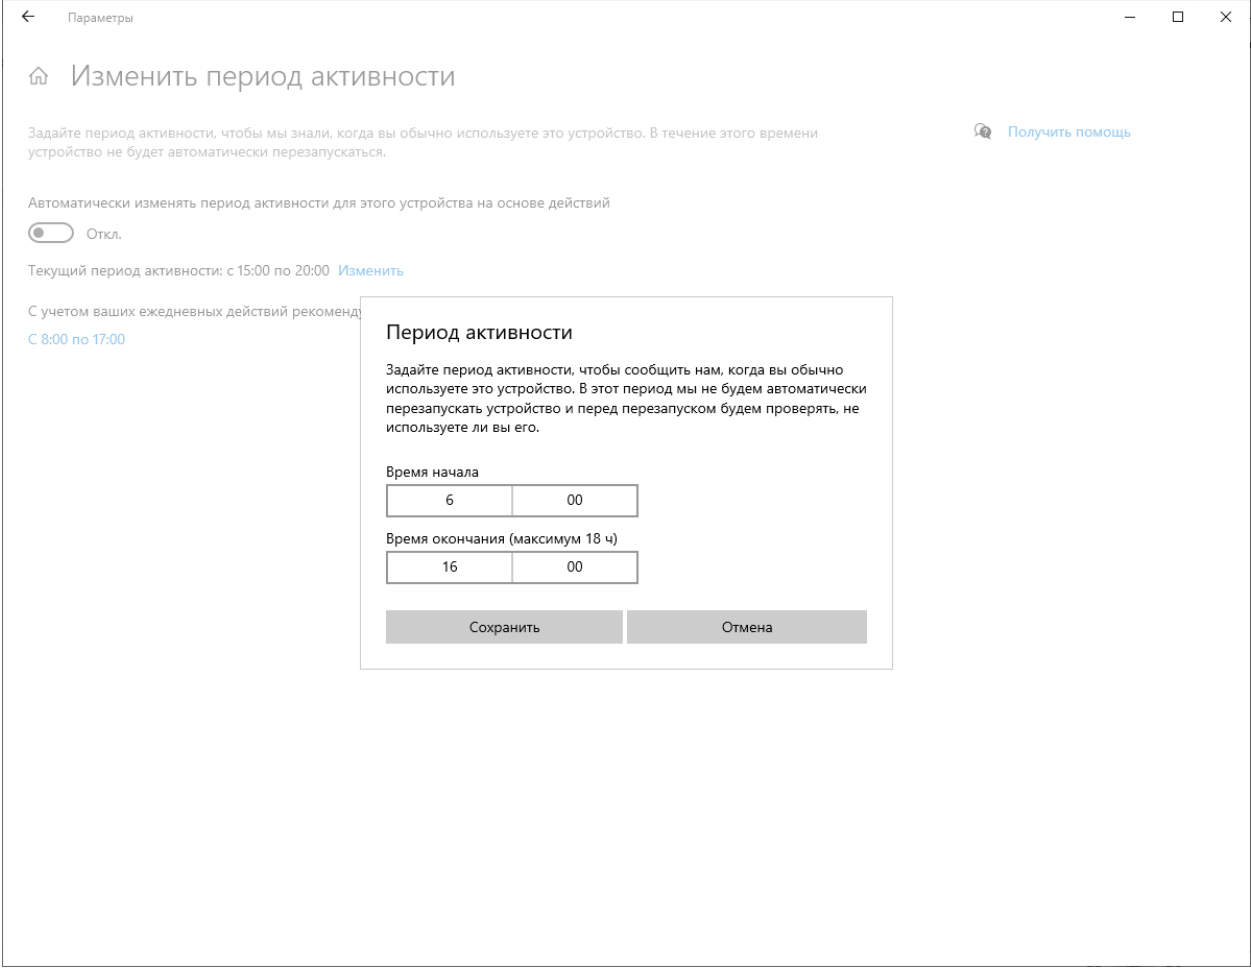 Параметры
Изменить период активности
Задайте период активности, чтобы мы знали, когда вы обычно используете это устройство. В течение этого времени
устройство не будет автоматически перезапускаться.
Получить помощь
Автоматически изменять период активности для этого устройства на основе действий
Откл.
Текущий период активности: с 15:00 по 20:00 Изменить
С учетом ваших ежедневных действий
С 8:00 по 17:00
Период активности
Задайте период активности, чтобы сообщить нам, когда вы обычно
используете это устройство. В этот период мы не будем автоматически
перезапускать устройство и перед перезапуском будем проверять, не
используете ли вы его.
Время начала
6 00
Время окончания (максимум 18 ч)
16 00
Сохранить Отмена